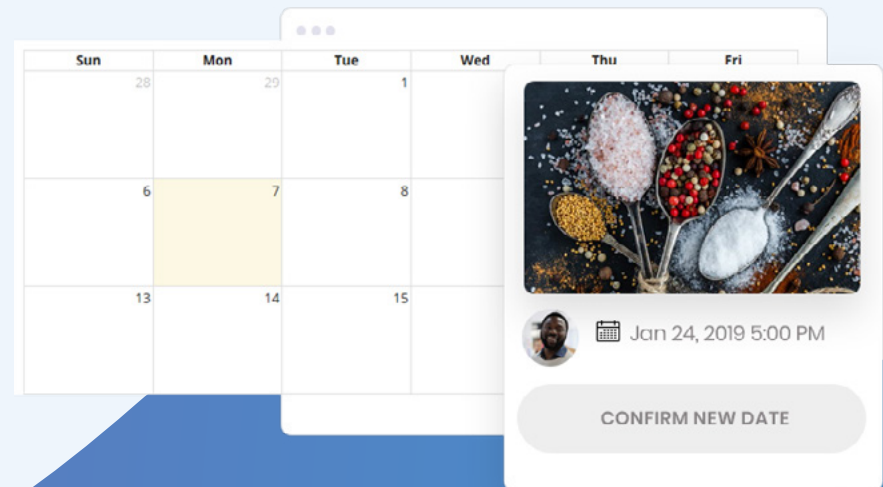 Sun Mon Tue Wed Thu Fri
28 29 1
6 7 8
13 14 15
Jan 24, 2019 5:00 PM
CONFIRM NEW DATE